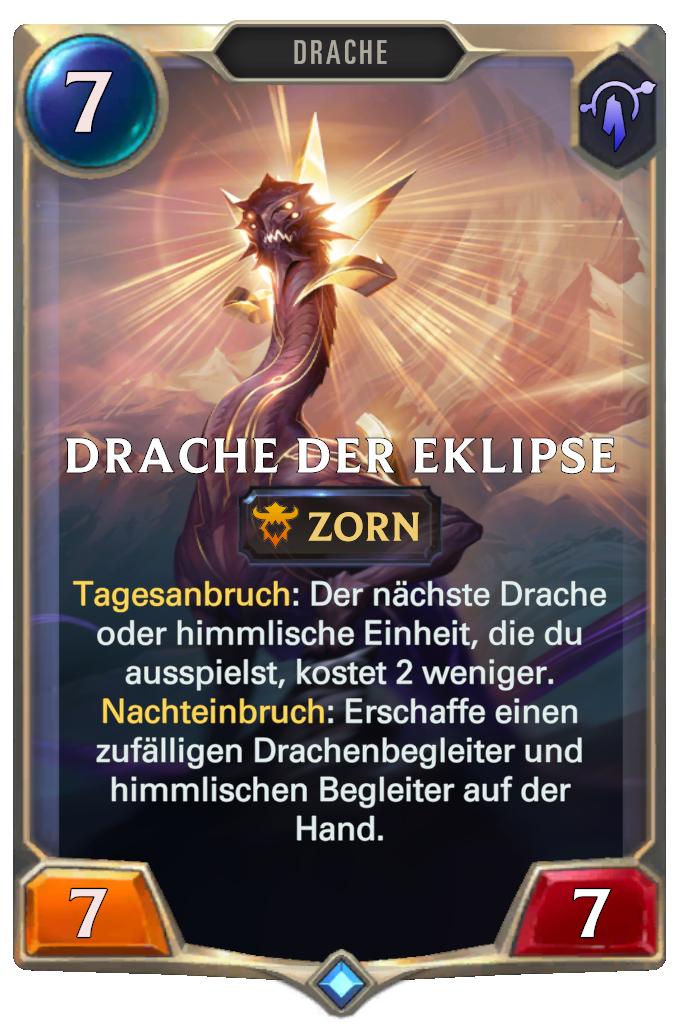 DRACHE
7
DRACHE DER EKLIPSE
ZORN
Tagesanbruch: Der nächste Drache
oder himmlische Einheit, die du
ausspielst, kostet 2 weniger.
Nachteinbruch: Erschaffe einen
zufälligen Drachenbegleiter und
himmlischen Begleiter auf der
Hand.
7
7